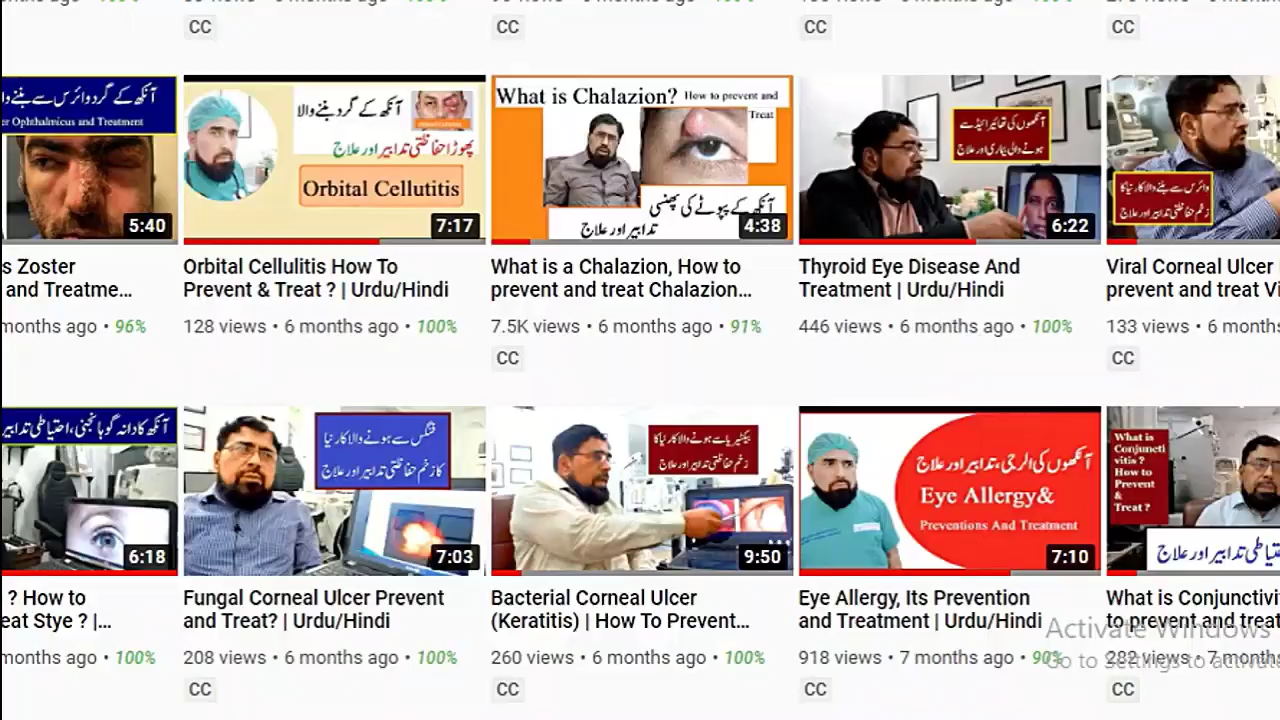 CC
CC
CC
CC
آنکھ کے گرد وائرس سے بننے وا
er Ophthalmicus and Treatment
5:40
s Zoster
and Treatme…
months ago • 96%
آنکھ کے گرد بننے والا
پھوڑا حفاظتی تدابیر اور علاج
Orbital Cellutitis
7:17
Orbital Cellulitis How To
Prevent & Treat ? | Urdu/Hindi
128 views • 6 months ago • 100%
What is Chalazion? How to prevent and
Treat
آنکھ کے پپوٹے کی پھنسی
تدابیر اور علاج
4:38
What is a Chalazion, How to
prevent and treat Chalazion…
7.5K views • 6 months ago • 91%
CC
آنکھوں کی تھائیرائیڈ سے
ہونے والی بیماری اور علاج
6:22
Thyroid Eye Disease And
Treatment | Urdu/Hindi
446 views • 6 months ago • 100%
وائرس سے بننے والا کارنیا کا
زخم حفاظتی تدابیر اور علاج
Viral Corneal Ulcer
prevent and treat Vi
133 views • 6 month
CC
آنکھ کا دانہ گوہانجنی، احتیاطی تدابیر
6:18
? How to
eat Stye ? |…
months ago • 100%
فنگس سے ہونے والا کارنیا
کا زخم حفاظتی تدابیر اور علاج
7:03
Fungal Corneal Ulcer Prevent
and Treat? | Urdu/Hindi
208 views • 6 months ago • 100%
CC
بیکٹیریا سے ہونے والا کارنیا کا
زخم حفاظتی تدابیر اور علاج
9:50
Bacterial Corneal Ulcer
(Keratitis) | How To Prevent…
260 views • 6 months ago • 100%
CC
آنکھوں کی الرجی، تدابیر اور علاج
Eye Allergy&
Preventions And Treatment
7:10
Eye Allergy, Its Prevention
and Treatment | Urdu/Hindi
918 views • 7 months ago • 90%
CC
What is
Conjuncti
vitis ?
How to
Prevent
&
Treat ?
تدابیر اور علاج
What is Conjunctivi
to prevent and treat
282 views • 7 month
CC
Activate Windows
Go to Settings to activat